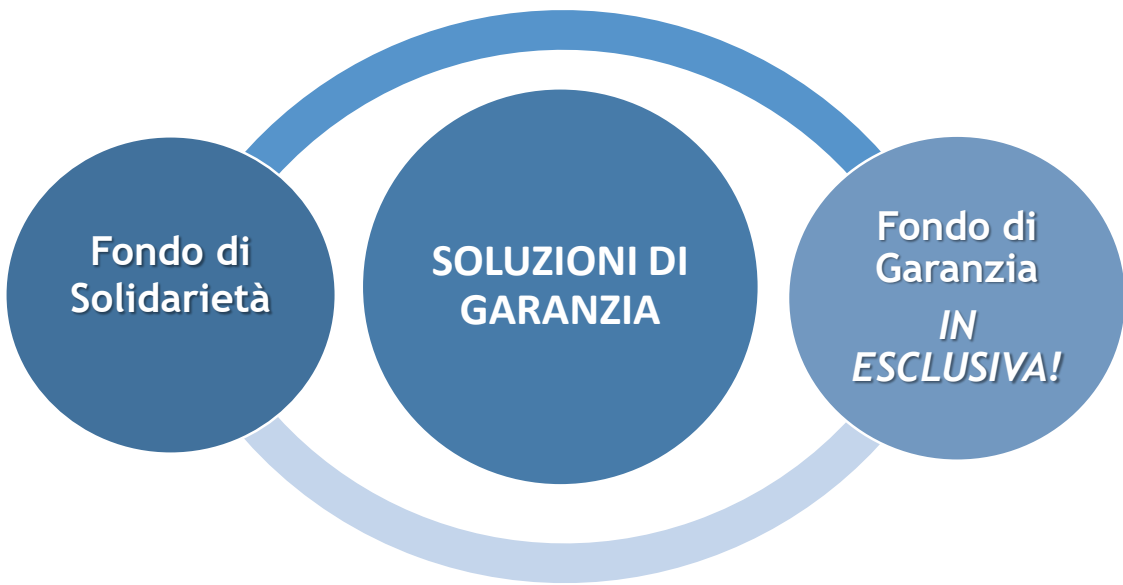 Fondo di
Solidarietà
SOLUZIONI DI
GARANZIA
Fondo di
Garanzia
IN
ESCLUSIVA!